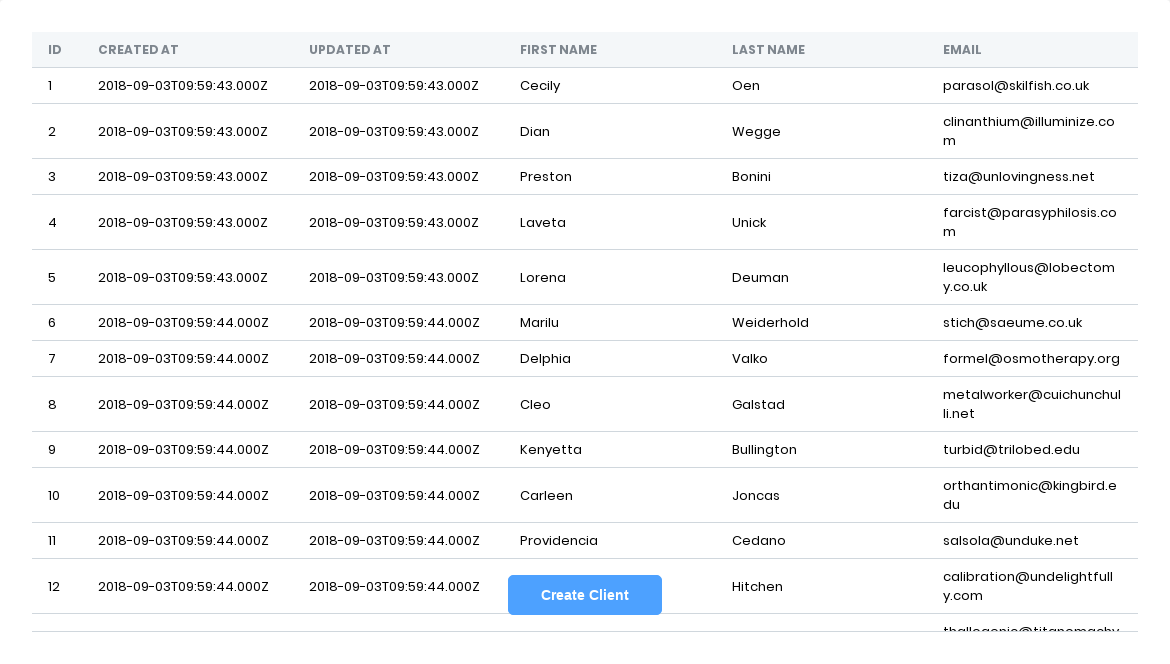 ID CREATED AT UPDATED AT FIRST NAME LAST NAME EMAIL
1 2018-09-03T09:59:43.000Z 2018-09-03T09:59:43.000Z Cecily Oen parasol@skilfish.co.uk
2 2018-09-03T09:59:43.000Z 2018-09-03T09:59:43.000Z Dian Wegge clinanthium@illuminize.co
m
3 2018-09-03T09:59:43.000Z 2018-09-03T09:59:43.000Z Preston Bonini tiza@unlovingness.net
4 2018-09-03T09:59:43.000Z 2018-09-03T09:59:43.000Z Laveta Unick farcist@parasyphilosis.co
m
5 2018-09-03T09:59:43.000Z 2018-09-03T09:59:43.000Z Lorena Deuman leucophyllous@lobectom
y.co.uk
6 2018-09-03T09:59:44.000Z 2018-09-03T09:59:44.000Z Marilu Weiderhold stich@saeume.co.uk
7 2018-09-03T09:59:44.000Z 2018-09-03T09:59:44.000Z Delphia Valko formel@osmotherapy.org
8 2018-09-03T09:59:44.000Z 2018-09-03T09:59:44.000Z Cleo Galstad metalworker@cuichunchul
li.net
9 2018-09-03T09:59:44.000Z 2018-09-03T09:59:44.000Z Kenyetta Bullington turbid@trilobed.edu
10 2018-09-03T09:59:44.000Z 2018-09-03T09:59:44.000Z Carleen Joncas orthantimonic@kingbird.e
du
11 2018-09-03T09:59:44.000Z 2018-09-03T09:59:44.000Z Providencia Cedano salsola@unduke.net
12 2018-09-03T09:59:44.000Z 2018-09-03T09:59:44.000Z Hitchen calibration@undelightfull
y.com
Create Client